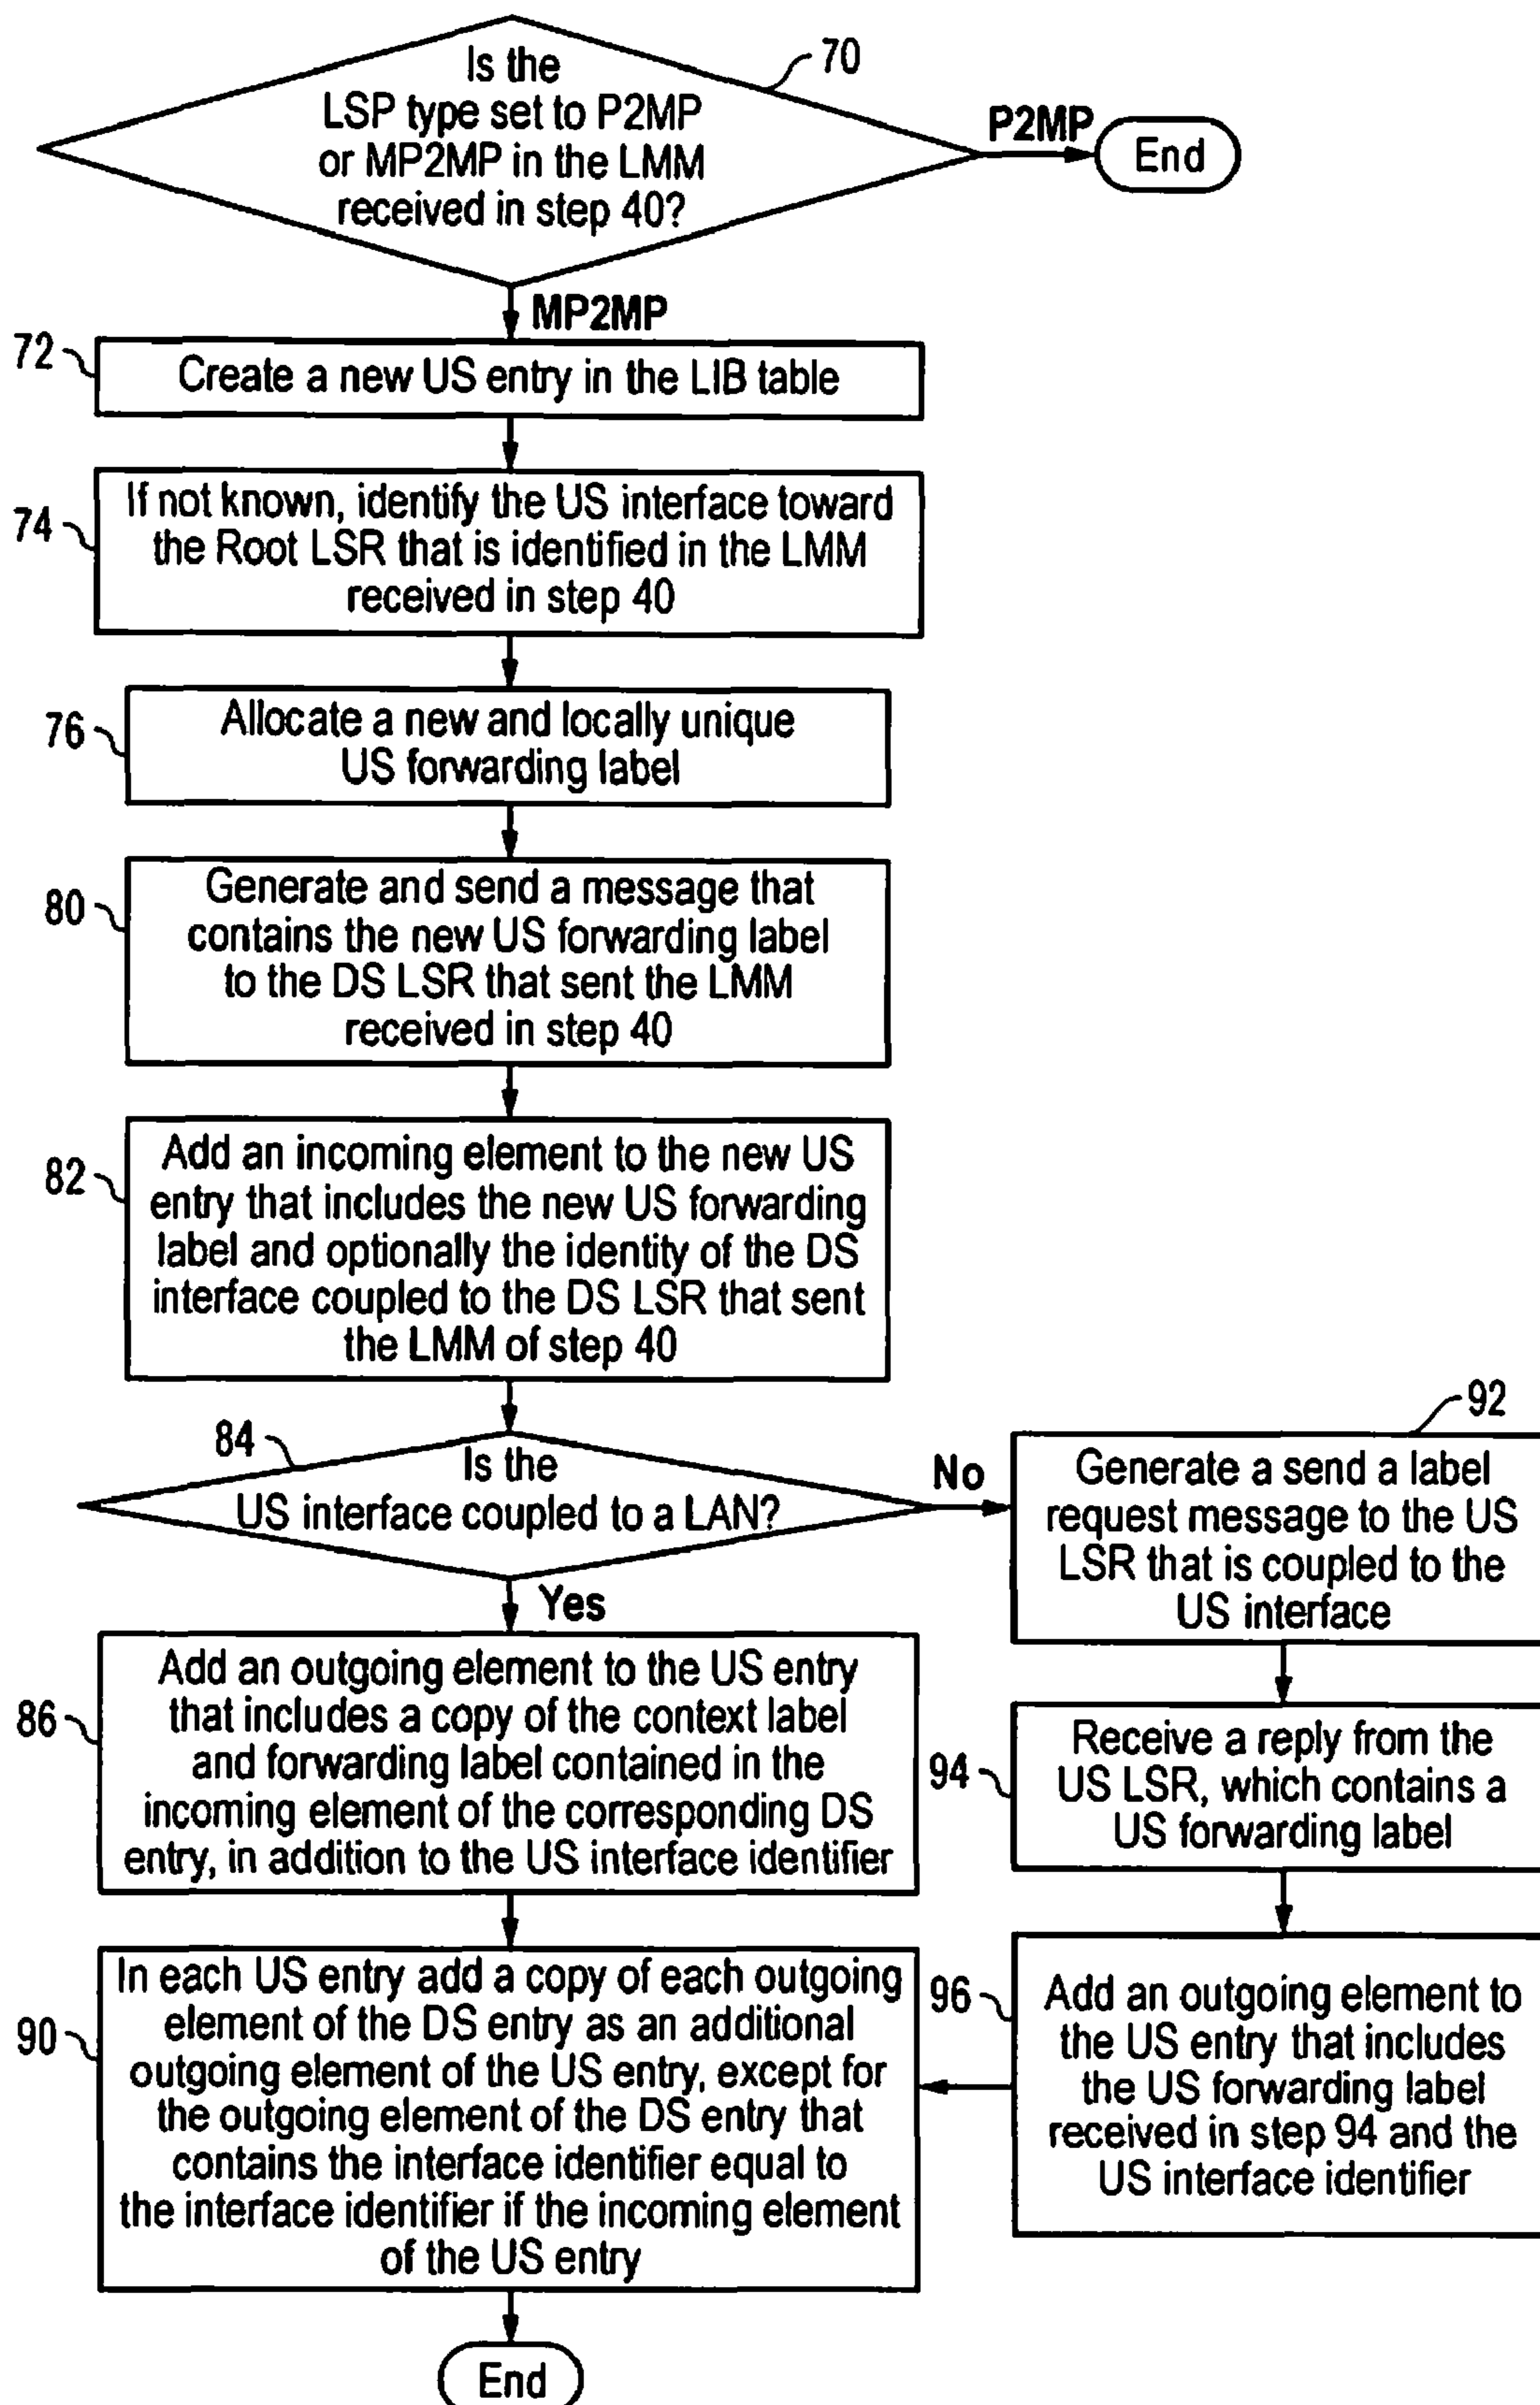 70
Is the
LSP type set to P2MP
or MP2MP in the LMM
received in step 40?
P2MP
End
MP2MP
72
Create a new US entry in the LIB table
74
If not known, identify the US interface toward
the Root LSR that is identified in the LMM
received in step 40
76
Allocate a new and locally unique
US forwarding label
80
Generate and send a message that
contains the new US forwarding label
to the DS LSR that sent the LMM
received in step 40
82
Add an incoming element to the new US
entry that includes the new US forwarding
label and optionally the identity of the DS
interface coupled to the DS LSR that sent
the LMM of step 40
84
Is the
US interface coupled to a LAN?
No
Yes
92
Generate a send a label
request message to the US
LSR that is coupled to the
US interface
86
Add an outgoing element to the US entry
that includes a copy of the context label
and forwarding label contained in the
incoming element of the corresponding DS
entry, in addition to the US interface identifier
94
Receive a reply from the
US LSR, which contains a
US forwarding label
90
In each US entry add a copy of each outgoing
element of the DS entry as an additional
outgoing element of the US entry, except for
the outgoing element of the DS entry that
contains the interface identifier equal to
the interface identifier if the incoming element
of the US entry
96
Add an outgoing element to
the US entry that includes
the US forwarding label
received in step 94 and the
US interface identifier
End